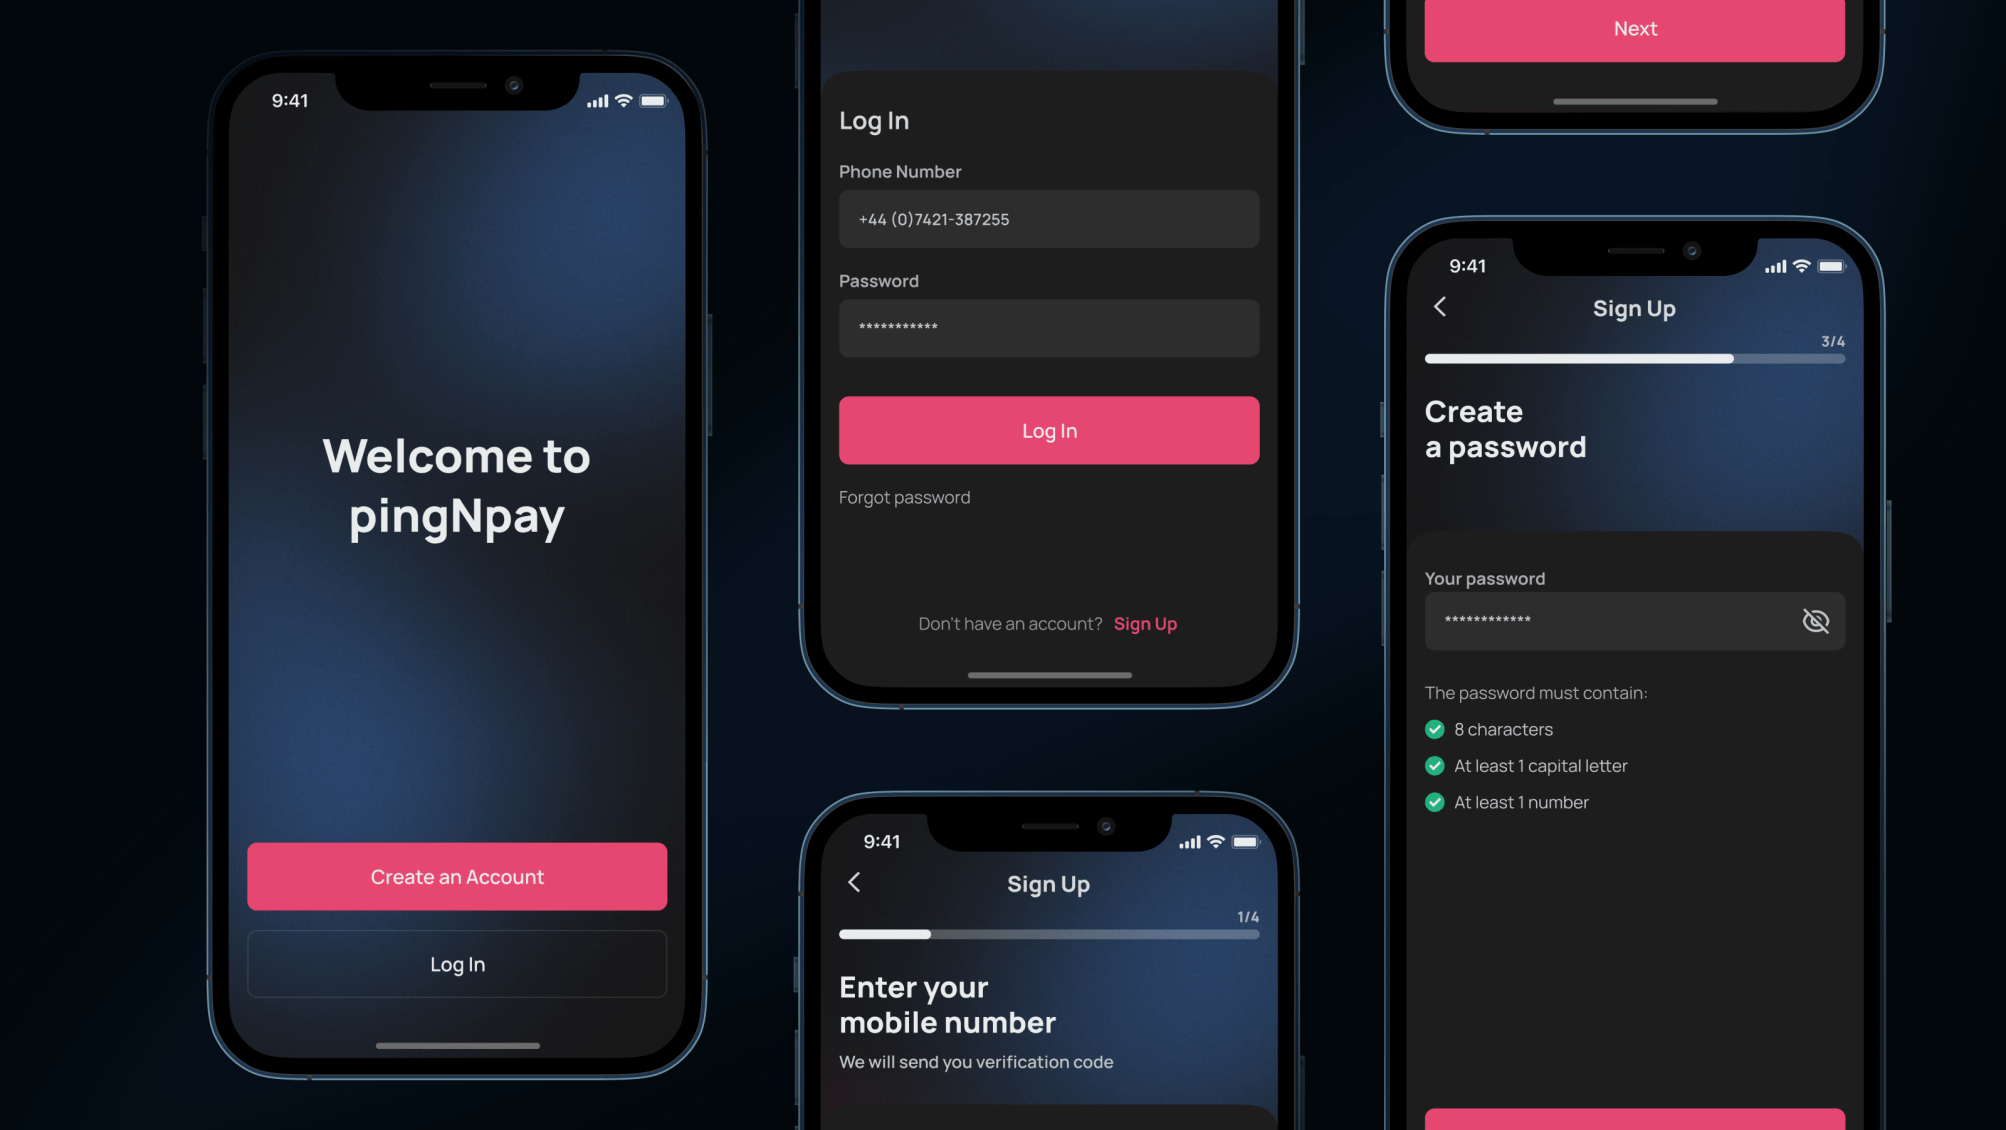 9:41
Welcome to
pingNpay
Create an Account
Log In
Log In
Phone Number
+44 (0)7421-387255
Password
***********
Log In
Forgot password
Don't have an account? Sign Up
9:41
Sign Up
1/4
Enter your
mobile number
We will send you verification code
Next
9:41
Sign Up
3/4
Create
a password
Your password
************
The password must contain:
8 characters
At least 1 capital letter
At least 1 number